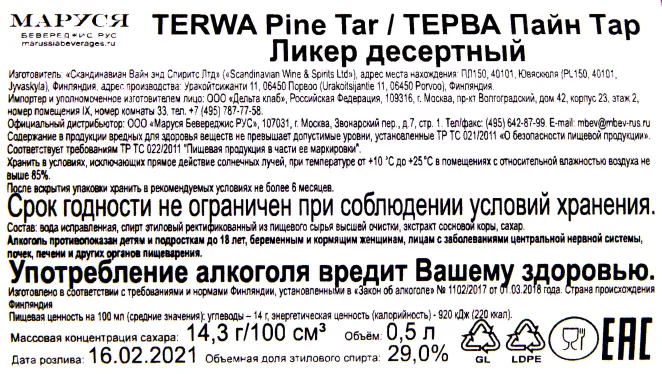 МАРУСЯ
БЕВЕРЕДЖИС РУС
marussiabeverages.ru
TERWA Pine Tar / ТЕРВА Пайн Тар
Ликер десертный
Изготовитель: «Скандинавиан Вайн энд Спиритс Лтд» («Scandinavian Wine & Spirits Ltd»), адрес места нахождения: ПЛ150, 40101, Ювяскюля (PL150, 40101,
Jyvaskyla), Финляндия, адрес производства: Уракойтсижанти 11, 06450 Порвоо (Urakoitsijantie 11, 06450 Porvoo), Финляндия.
Импортер и уполномоченное изготовителем лицо: ООО «Дельта клаб», Российская Федерация, 109316, г. Москва, пр-кт Волгоградский, дом 42, корпус 23, этаж 2,
номер помещения IX, номер комнаты 33, тел. +7 (495) 787-77-58.
Официальный дистрибьютор: ООО «Маруся Бевереджис РУС», 107031, г. Москва, Звонарский пер., д.7, стр. 1. Тел/факс: (495) 642-87-99. E-mail: mbev@mbev-rus.ru
Содержание в продукции вредных для здоровья веществ не превышает допустимые уровни, установленные ТР ТС 021/2011 «О безопасности пищевой продукции».
Соответствует требованиям ТР ТС 022/2011 "Пищевая продукция в части ее маркировки".
Хранить в условиях, исключающих прямое действие солнечных лучей, при температуре от +10 °С до +25°С в помещениях с относительной влажностью воздуха не
выше 85%.
После вскрытия упаковки хранить в рекомендуемых условиях не более 6 месяцев.
Срок годности не ограничен при соблюдении условий хранения.
Состав: вода исправленная, спирт этиловый ректификованный из пищевого сырья высшей очистки, экстракт сосновой коры, сахар.
Алкоголь противопоказан детям и подросткам до 18 лет, беременным и кормящим женщинам, лицам с заболеваниями центральной нервной системы,
почек, печени и других органов пищеварения.
Употребление алкоголя вредит Вашему здоровью.
Изготовлено в соответствии с требованиями и нормами Финляндии, установленными в «Закон об алкоголе» № 1102/2017 от 01.03.2018 года. Страна происхождения
Финляндия
Пищевая ценность на 100 мл (средние значения): углеводы – 14 г, энергетическая ценность (калорийность) - 920 кДж (220 ккал).
Массовая концентрация сахара: 14,3 г/100 см³ Объём: 0,5 л
Дата розлива: 16.02.2021 Объемная доля этилового спирта: 29,0%
GL LDPE EAC